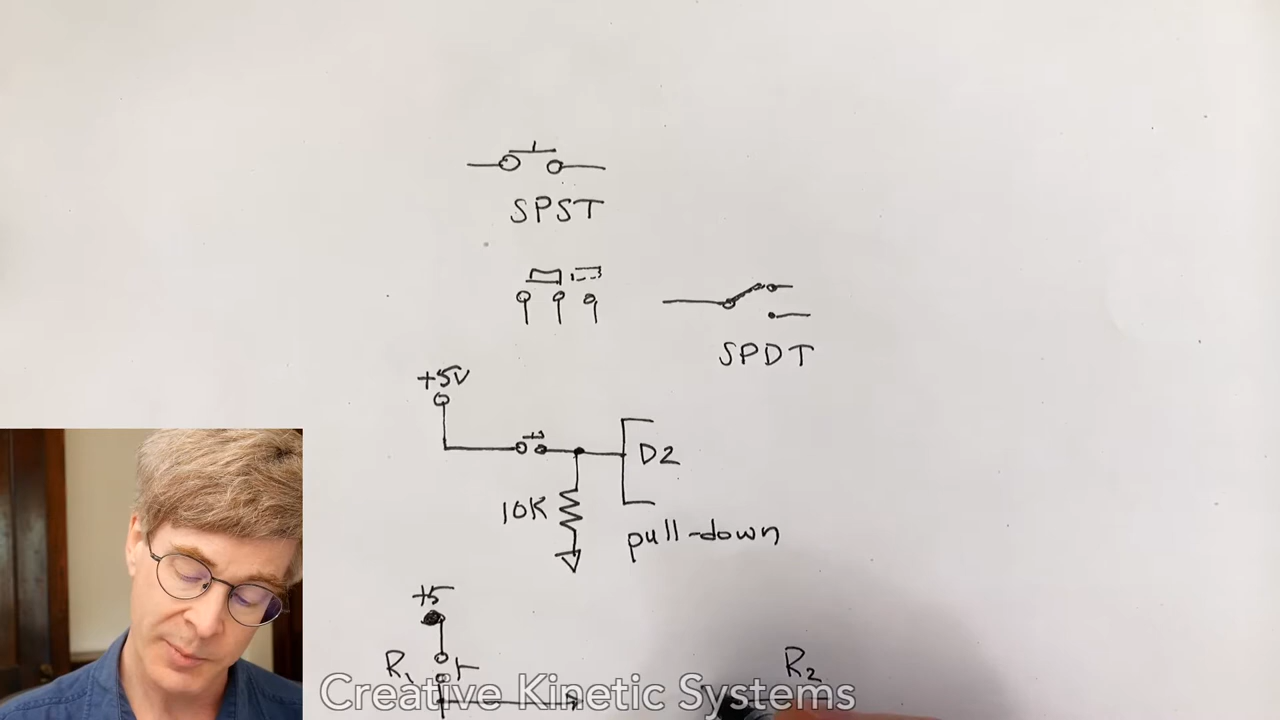 SPST
SPDT
+5V
D2
10K
pull-down
+5
R1
R2
Creative Kinetic Systems